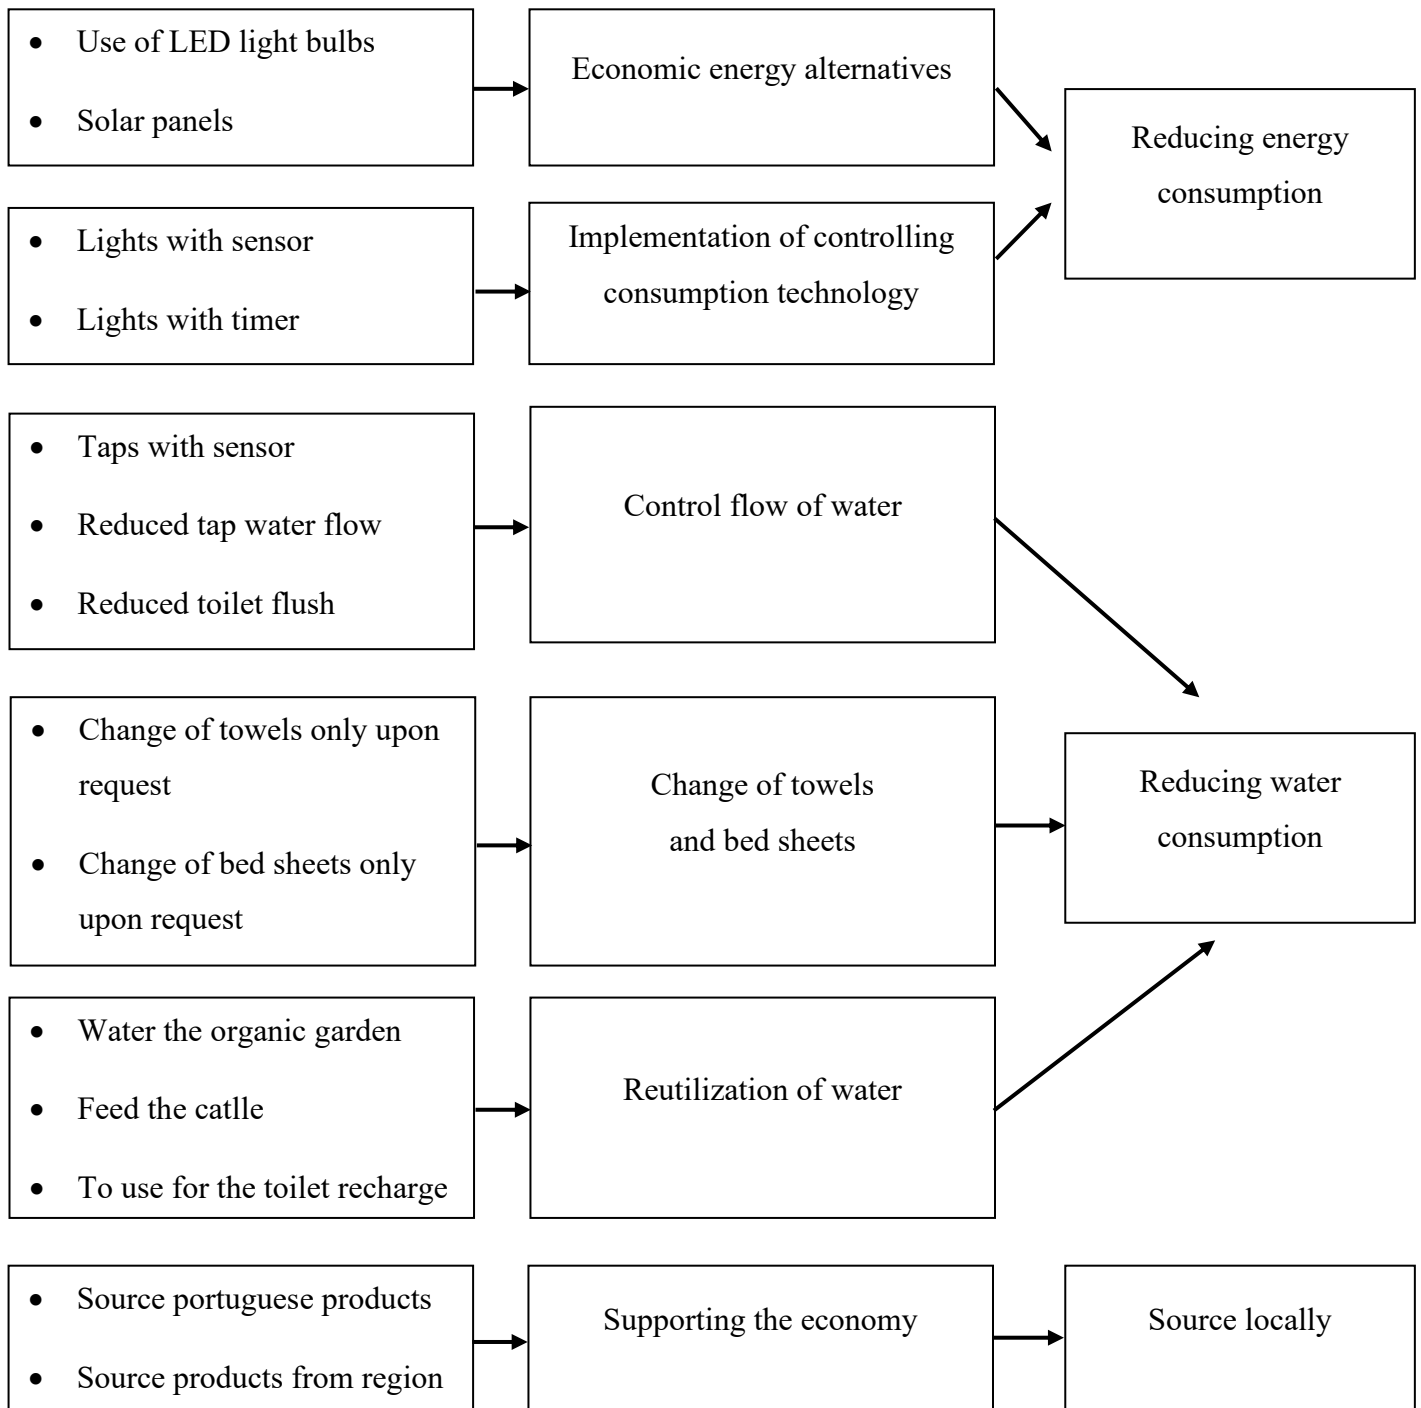 • Use of LED light bulbs
• Solar panels
Economic energy alternatives
Reducing energy
consumption
• Lights with sensor
• Lights with timer
Implementation of controlling
consumption technology
• Taps with sensor
• Reduced tap water flow
• Reduced toilet flush
Control flow of water
• Change of towels only upon
request
• Change of bed sheets only
upon request
Change of towels
and bed sheets
Reducing water
consumption
• Water the organic garden
• Feed the catlle
• To use for the toilet recharge
Reutilization of water
• Source portuguese products
• Source products from region
Supporting the economy
Source locally